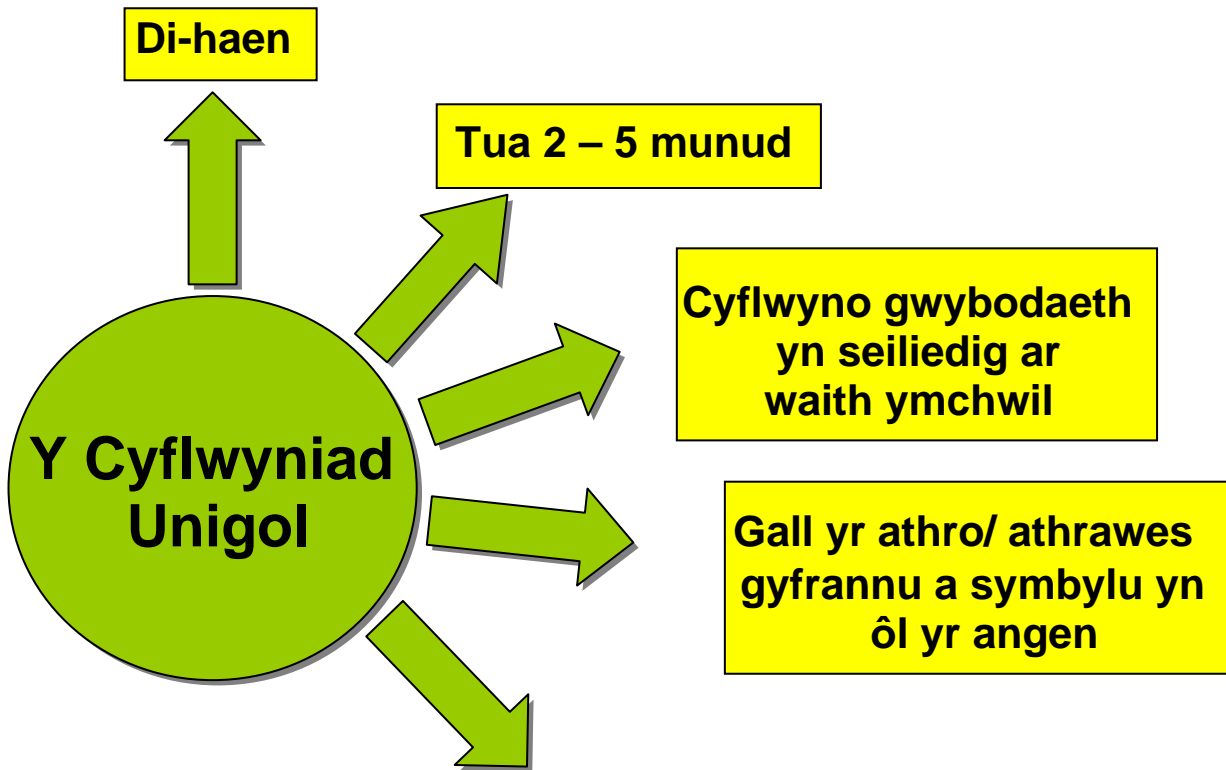 Di-haen
Tua 2 – 5 munud
Cyflwyno gwybodaeth
yn seiliedig ar
waith ymchwil
Y Cyflwyniad
Unigol
Gall yr athro/ athrawes
gyfrannu a symbylu yn
ôl yr angen